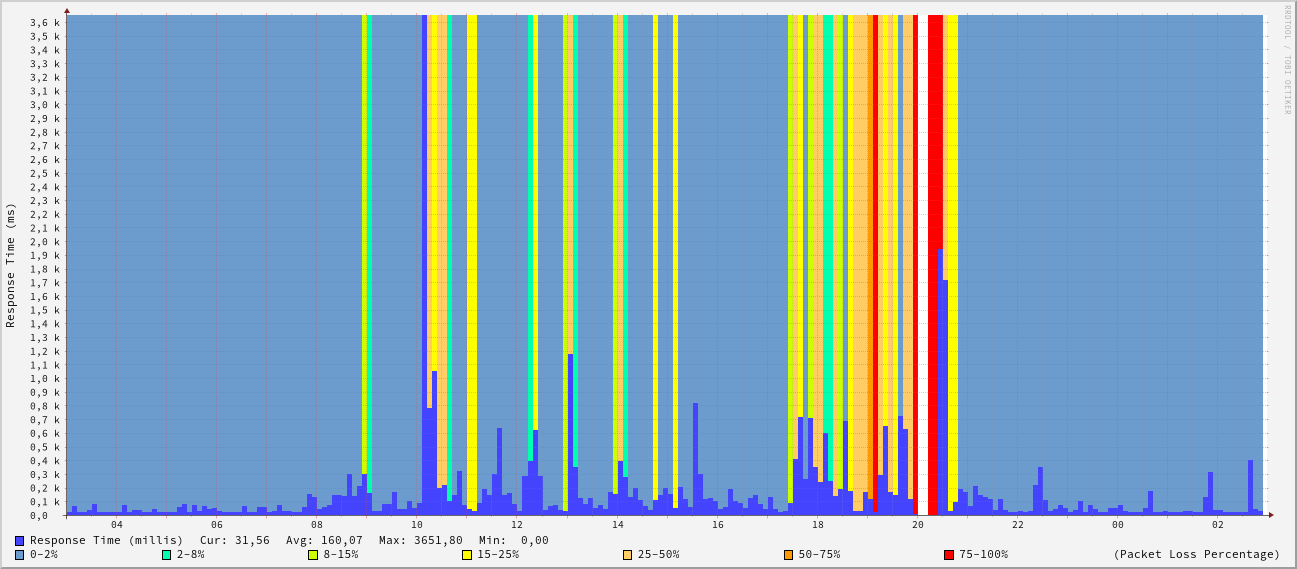 3,6 k
3,5 k
3,4 k
3,3 k
3,2 k
3,1 k
3,0 k
2,9 k
2,8 k
2,7 k
2,6 k
2,5 k
2,4 k
2,3 k
2,2 k
2,1 k
2,0 k
1,9 k
1,8 k
1,7 k
1,6 k
1,5 k
1,4 k
1,3 k
1,2 k
1,1 k
1,0 k
0,9 k
0,8 k
0,7 k
0,6 k
0,5 k
0,4 k
0,3 k
0,2 k
0,1 k
0,0
Response Time (ms)
RRDTOOL / TOBI OETIKER
04 06 08 10 12 14 16 18 20 22 00 02
Response Time (millis) Cur: 31,56 Avg: 160,07 Max: 3651,80 Min: 0,00
0-2% 2-8% 8-15% 15-25% 25-50% 50-75% 75-100% (Packet Loss Percentage)